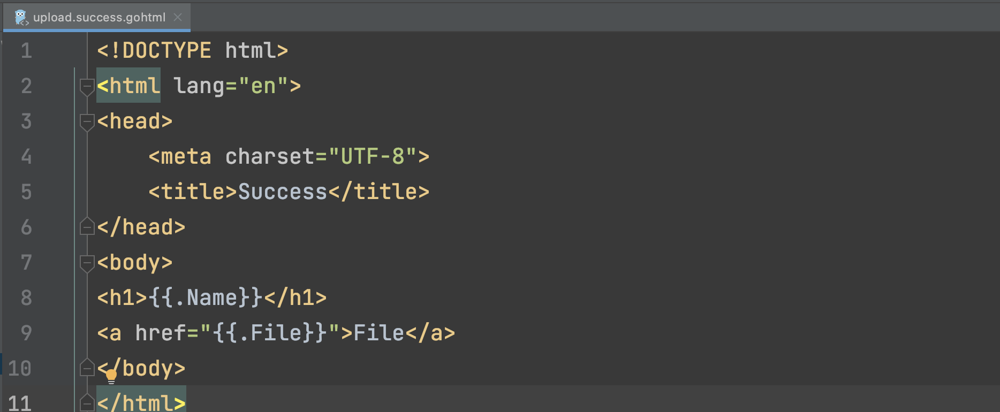 upload.success.gohtml
1 <!DOCTYPE html>
2 <html lang="en">
3 <head>
4     <meta charset="UTF-8">
5     <title>Success</title>
6 </head>
7 <body>
8 <h1>{{.Name}}</h1>
9 <a href="{{.File}}">File</a>
10 </body>
11 </html>